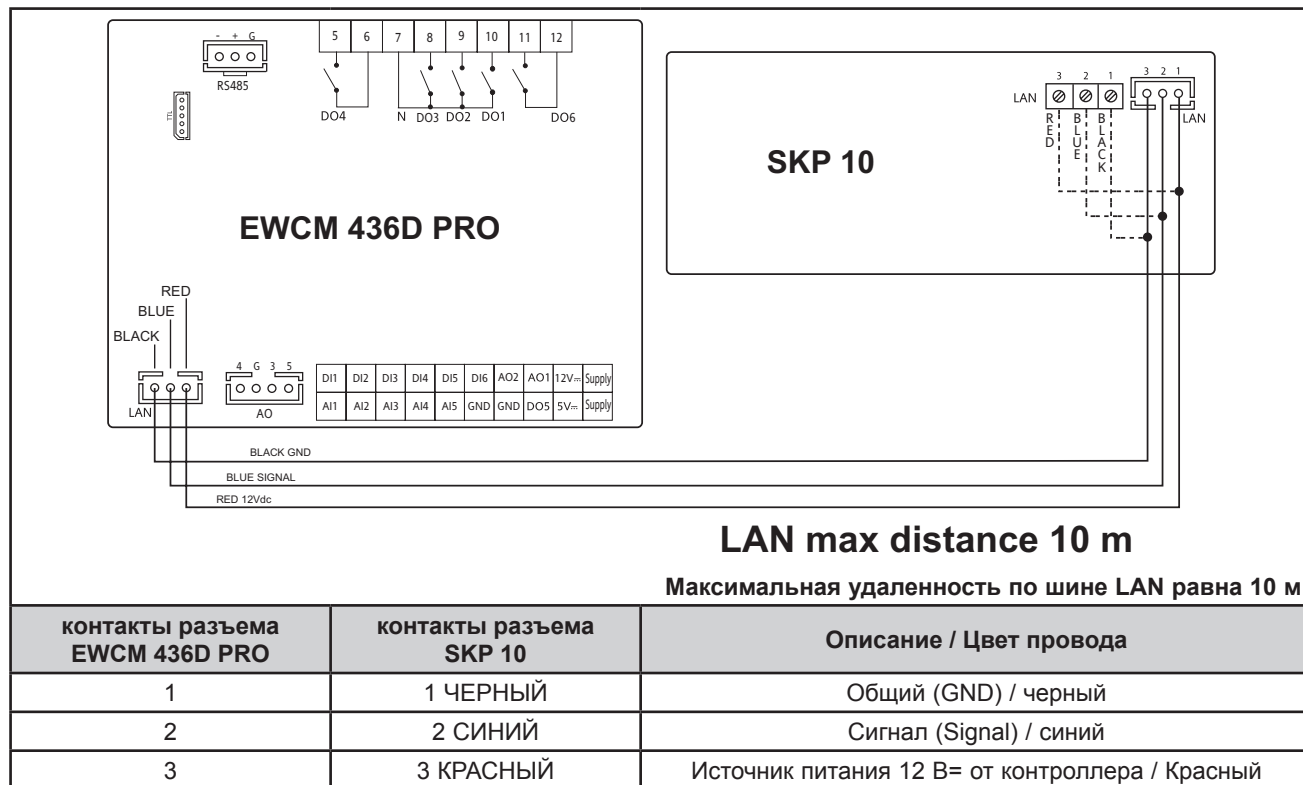 - + G
RS485
TTL
5 6 7 8 9 10 11 12
DO4 N DO3 DO2 DO1 DO6
EWCM 436D PRO
RED
BLUE
BLACK
LAN
4 G 3 5
AO
DI1 DI2 DI3 DI4 DI5 DI6 AO2 AO1 12V⎓ Supply
AI1 AI2 AI3 AI4 AI5 GND GND DO5 5V⎓ Supply
BLACK GND
BLUE SIGNAL
RED 12Vdc
SKP 10
3 2 1
LAN
RED
BLUE
BLACK
3 2 1
LAN
LAN max distance 10 m
Максимальная удаленность по шине LAN равна 10 м
контакты разъема EWCM 436D PRO
контакты разъема SKP 10
Описание / Цвет провода
1 1 ЧЕРНЫЙ Общий (GND) / черный
2 2 СИНИЙ Сигнал (Signal) / синий
3 3 КРАСНЫЙ Источник питания 12 В= от контроллера / Красный